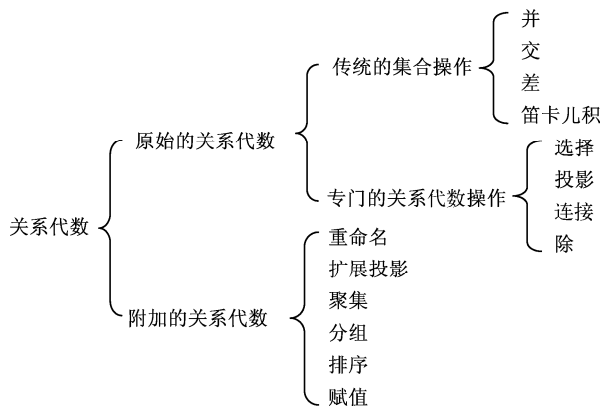 关系代数
原始的关系代数
传统的集合操作
并
交
差
笛卡儿积
专门的关系代数操作
选择
投影
连接
除
附加的关系代数
重命名
扩展投影
聚集
分组
排序
赋值